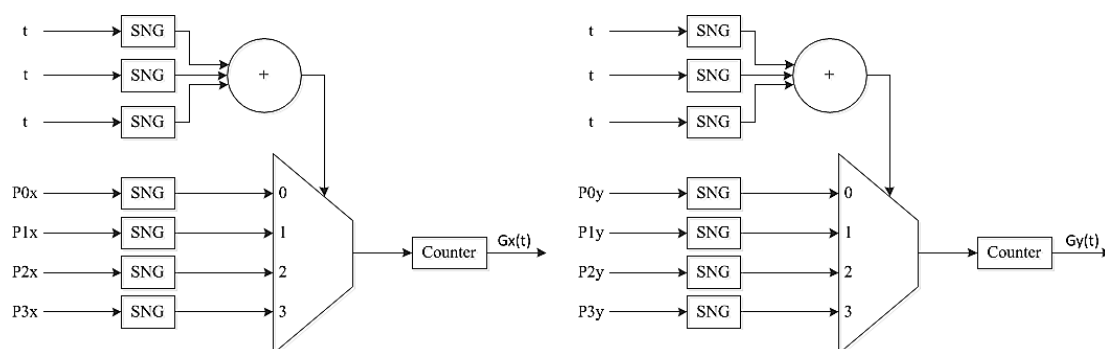 t SNG
t SNG
t SNG
+
P0x SNG 0
P1x SNG 1
P2x SNG 2
P3x SNG 3
Counter Gx(t)
t SNG
t SNG
t SNG
+
P0y SNG 0
P1y SNG 1
P2y SNG 2
P3y SNG 3
Counter Gy(t)